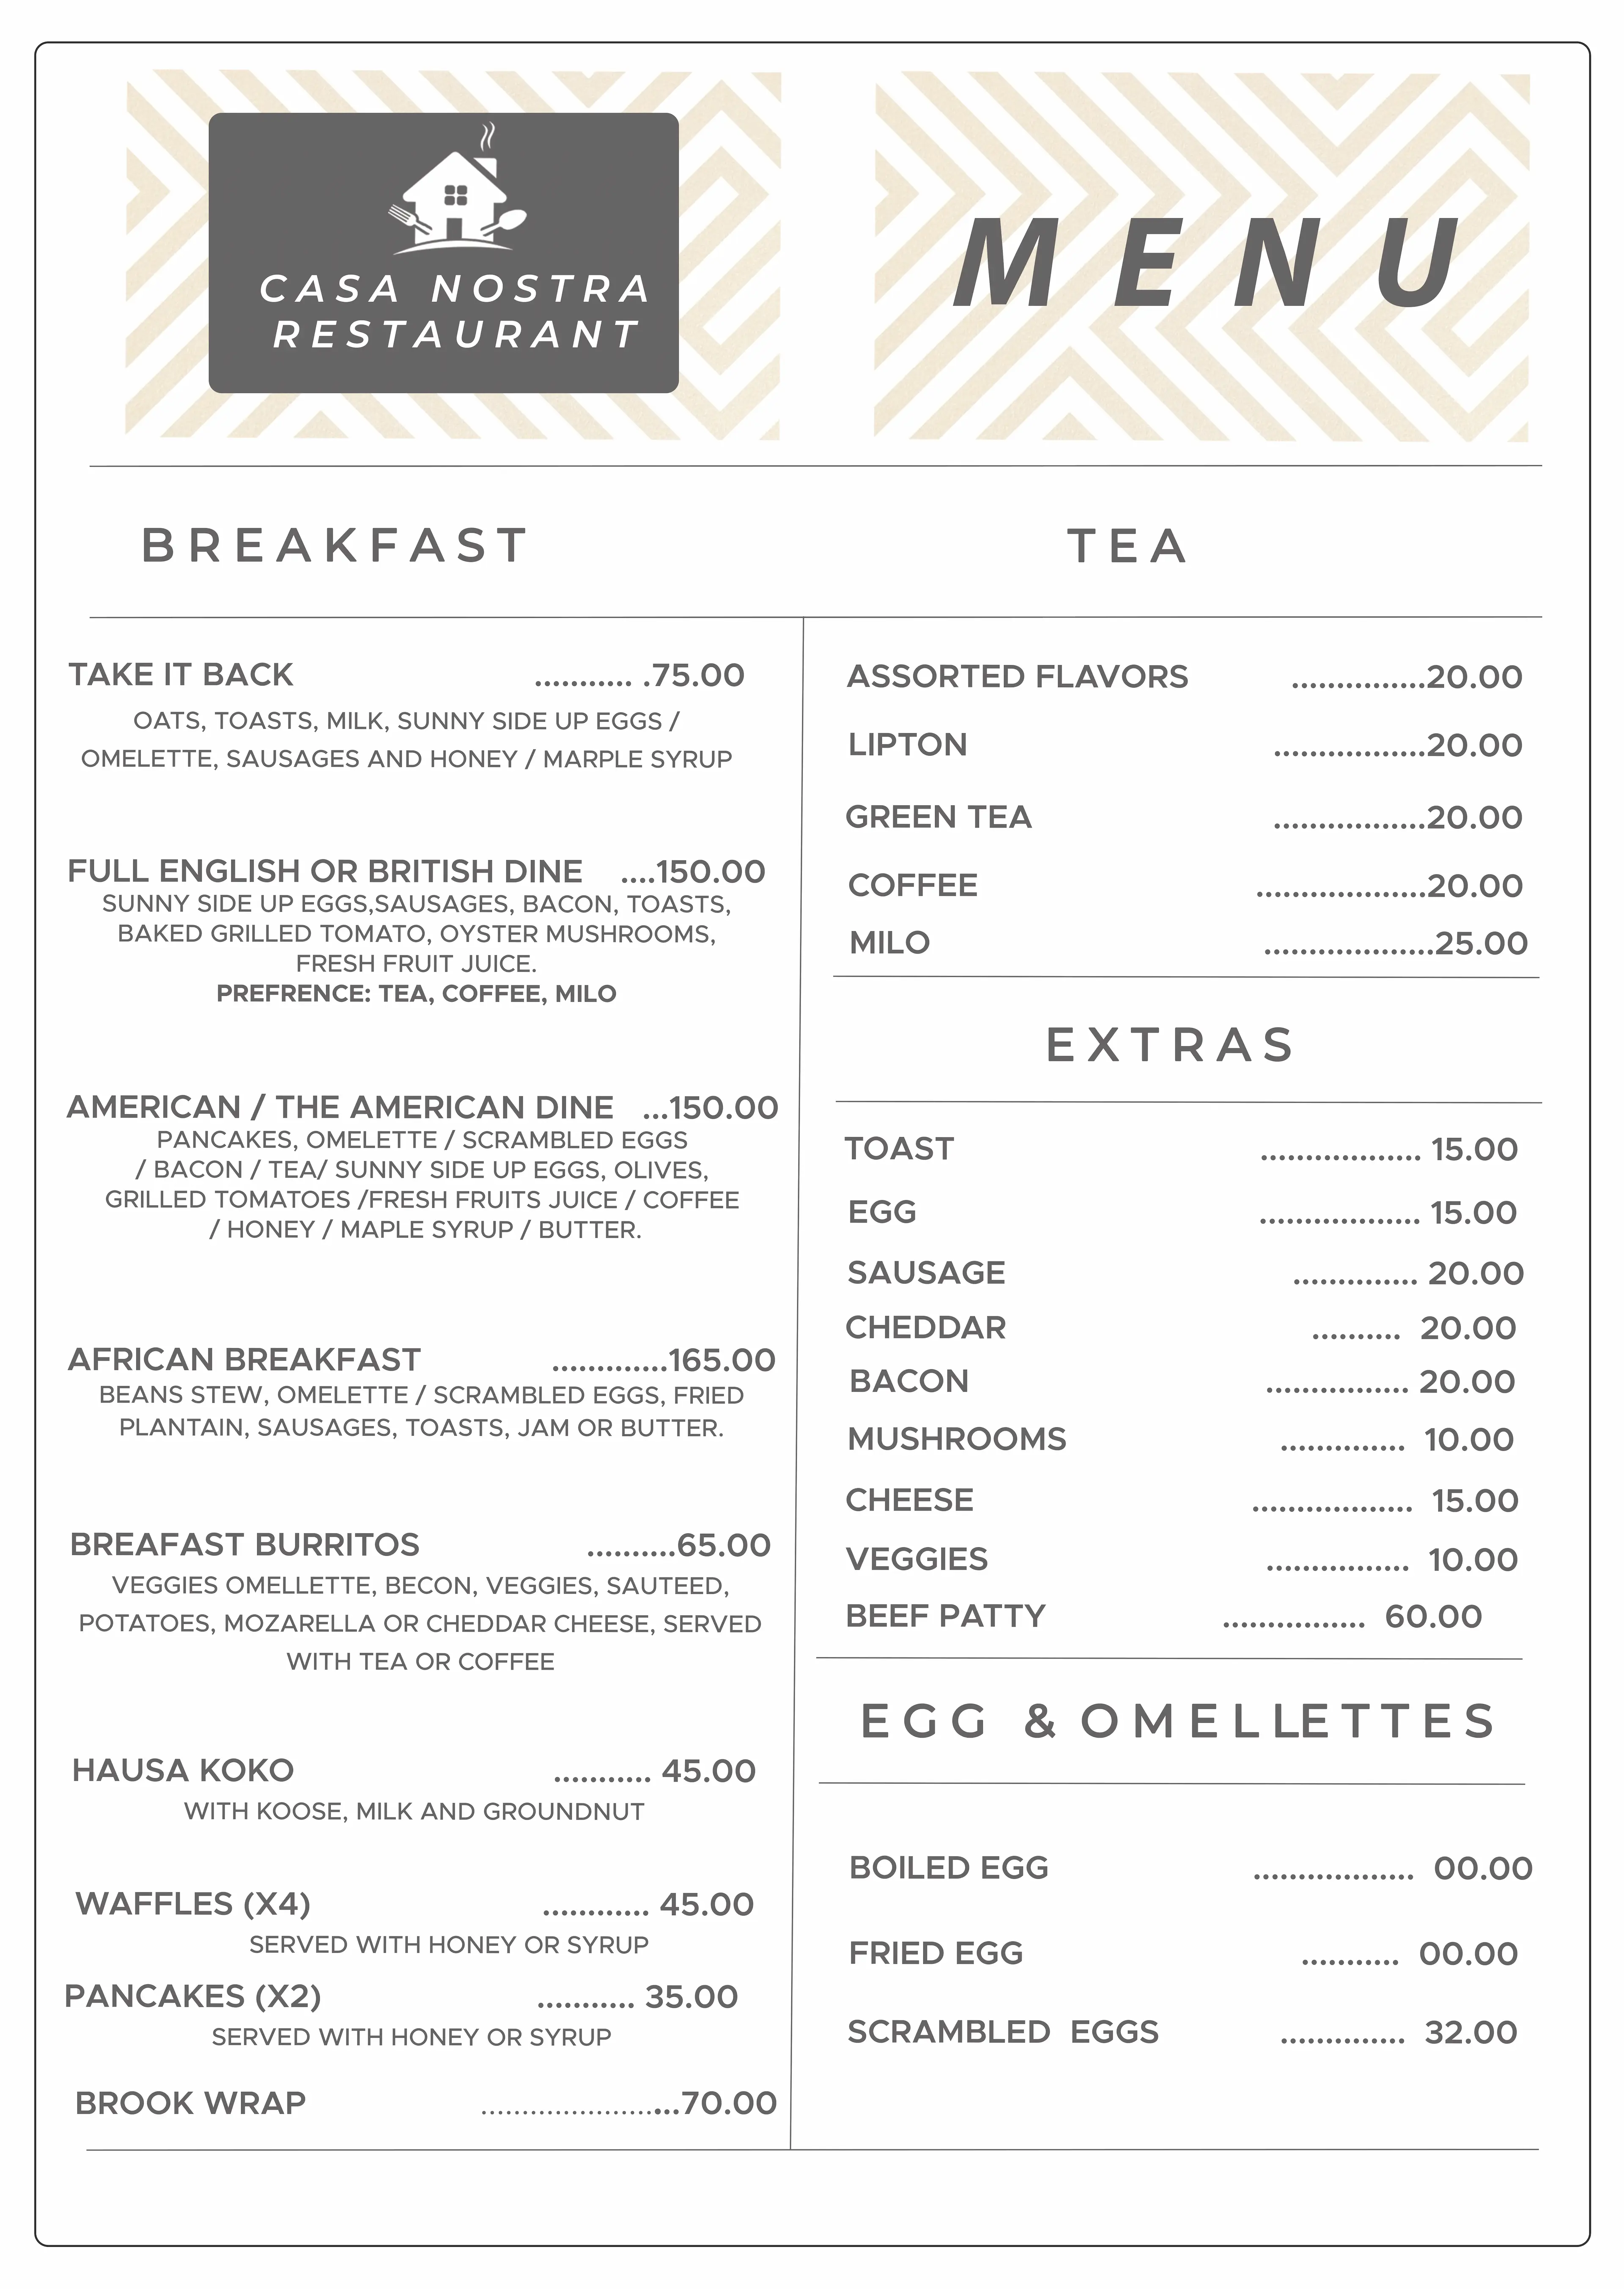 CASA NOSTRA
RESTAURANT
MENU
BREAKFAST
TAKE IT BACK ........... .75.00
OATS, TOASTS, MILK, SUNNY SIDE UP EGGS /
OMELETTE, SAUSAGES AND HONEY / MARPLE SYRUP
FULL ENGLISH OR BRITISH DINE ....150.00
SUNNY SIDE UP EGGS,SAUSAGES, BACON, TOASTS,
BAKED GRILLED TOMATO, OYSTER MUSHROOMS,
FRESH FRUIT JUICE.
PREFRENCE: TEA, COFFEE, MILO
AMERICAN / THE AMERICAN DINE ...150.00
PANCAKES, OMELETTE / SCRAMBLED EGGS
/ BACON / TEA/ SUNNY SIDE UP EGGS, OLIVES,
GRILLED TOMATOES /FRESH FRUITS JUICE / COFFEE
/ HONEY / MAPLE SYRUP / BUTTER.
AFRICAN BREAKFAST .............165.00
BEANS STEW, OMELETTE / SCRAMBLED EGGS, FRIED
PLANTAIN, SAUSAGES, TOASTS, JAM OR BUTTER.
BREAFAST BURRITOS ..........65.00
VEGGIES OMELLETTE, BECON, VEGGIES, SAUTEED,
POTATOES, MOZARELLA OR CHEDDAR CHEESE, SERVED
WITH TEA OR COFFEE
HAUSA KOKO ........... 45.00
WITH KOOSE, MILK AND GROUNDNUT
WAFFLES (X4) ............ 45.00
SERVED WITH HONEY OR SYRUP
PANCAKES (X2) ........... 35.00
SERVED WITH HONEY OR SYRUP
BROOK WRAP ........................70.00
TEA
ASSORTED FLAVORS ...............20.00
LIPTON .................20.00
GREEN TEA .................20.00
COFFEE ...................20.00
MILO ...................25.00
EXTRAS
TOAST .................. 15.00
EGG .................. 15.00
SAUSAGE .............. 20.00
CHEDDAR .......... 20.00
BACON ................ 20.00
MUSHROOMS .............. 10.00
CHEESE .................. 15.00
VEGGIES ................ 10.00
BEEF PATTY ................ 60.00
EGG & OMELLETTES
BOILED EGG .................. 00.00
FRIED EGG ........... 00.00
SCRAMBLED EGGS .............. 32.00